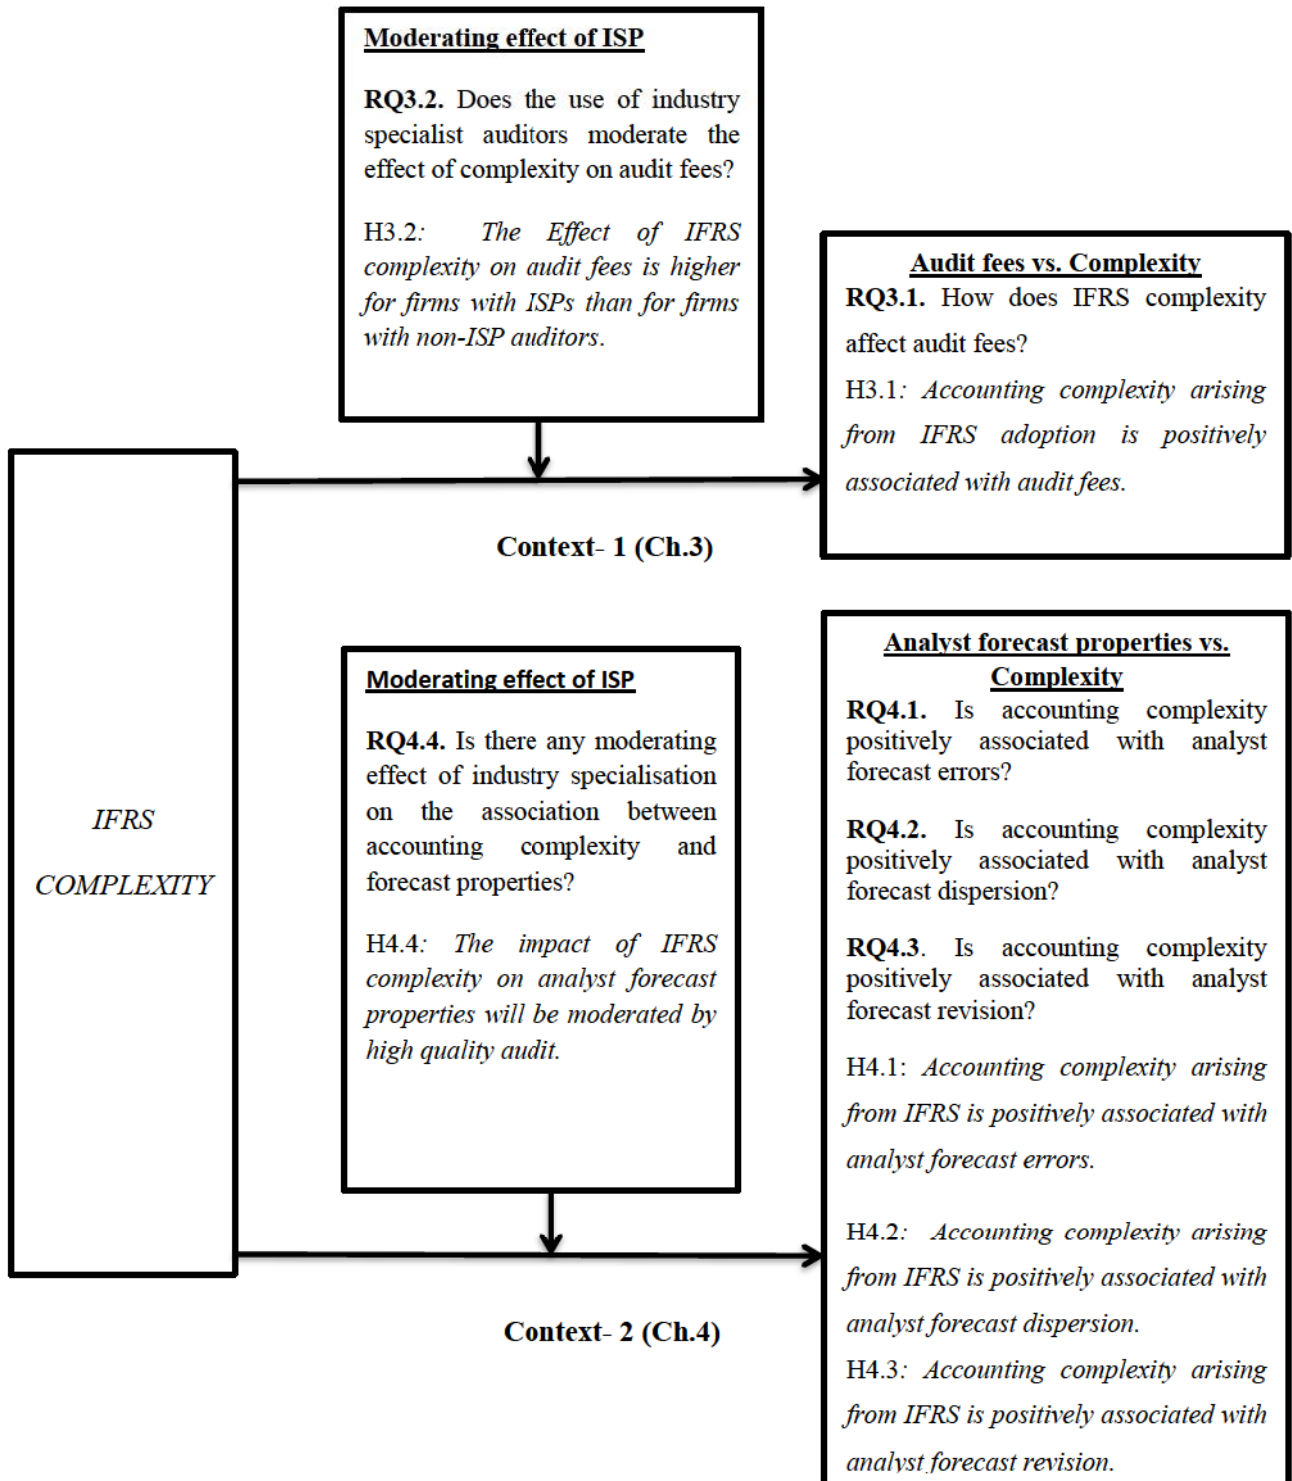 Moderating effect of ISP
RQ3.2. Does the use of industry
specialist auditors moderate the
effect of complexity on audit fees?
H3.2: The Effect of IFRS
complexity on audit fees is higher
for firms with ISPs than for firms
with non-ISP auditors.
Audit fees vs. Complexity
RQ3.1. How does IFRS complexity
affect audit fees?
H3.1: Accounting complexity arising
from IFRS adoption is positively
associated with audit fees.
Context- 1 (Ch.3)
IFRS
COMPLEXITY
Moderating effect of ISP
RQ4.4. Is there any moderating
effect of industry specialisation
on the association between
accounting complexity and
forecast properties?
H4.4: The impact of IFRS
complexity on analyst forecast
properties will be moderated by
high quality audit.
Analyst forecast properties vs.
Complexity
RQ4.1. Is accounting complexity
positively associated with analyst
forecast errors?
RQ4.2. Is accounting complexity
positively associated with analyst
forecast dispersion?
RQ4.3. Is accounting complexity
positively associated with analyst
forecast revision?
H4.1: Accounting complexity arising
from IFRS is positively associated with
analyst forecast errors.
H4.2: Accounting complexity arising
from IFRS is positively associated with
analyst forecast dispersion.
H4.3: Accounting complexity arising
from IFRS is positively associated with
analyst forecast revision.
Context- 2 (Ch.4)